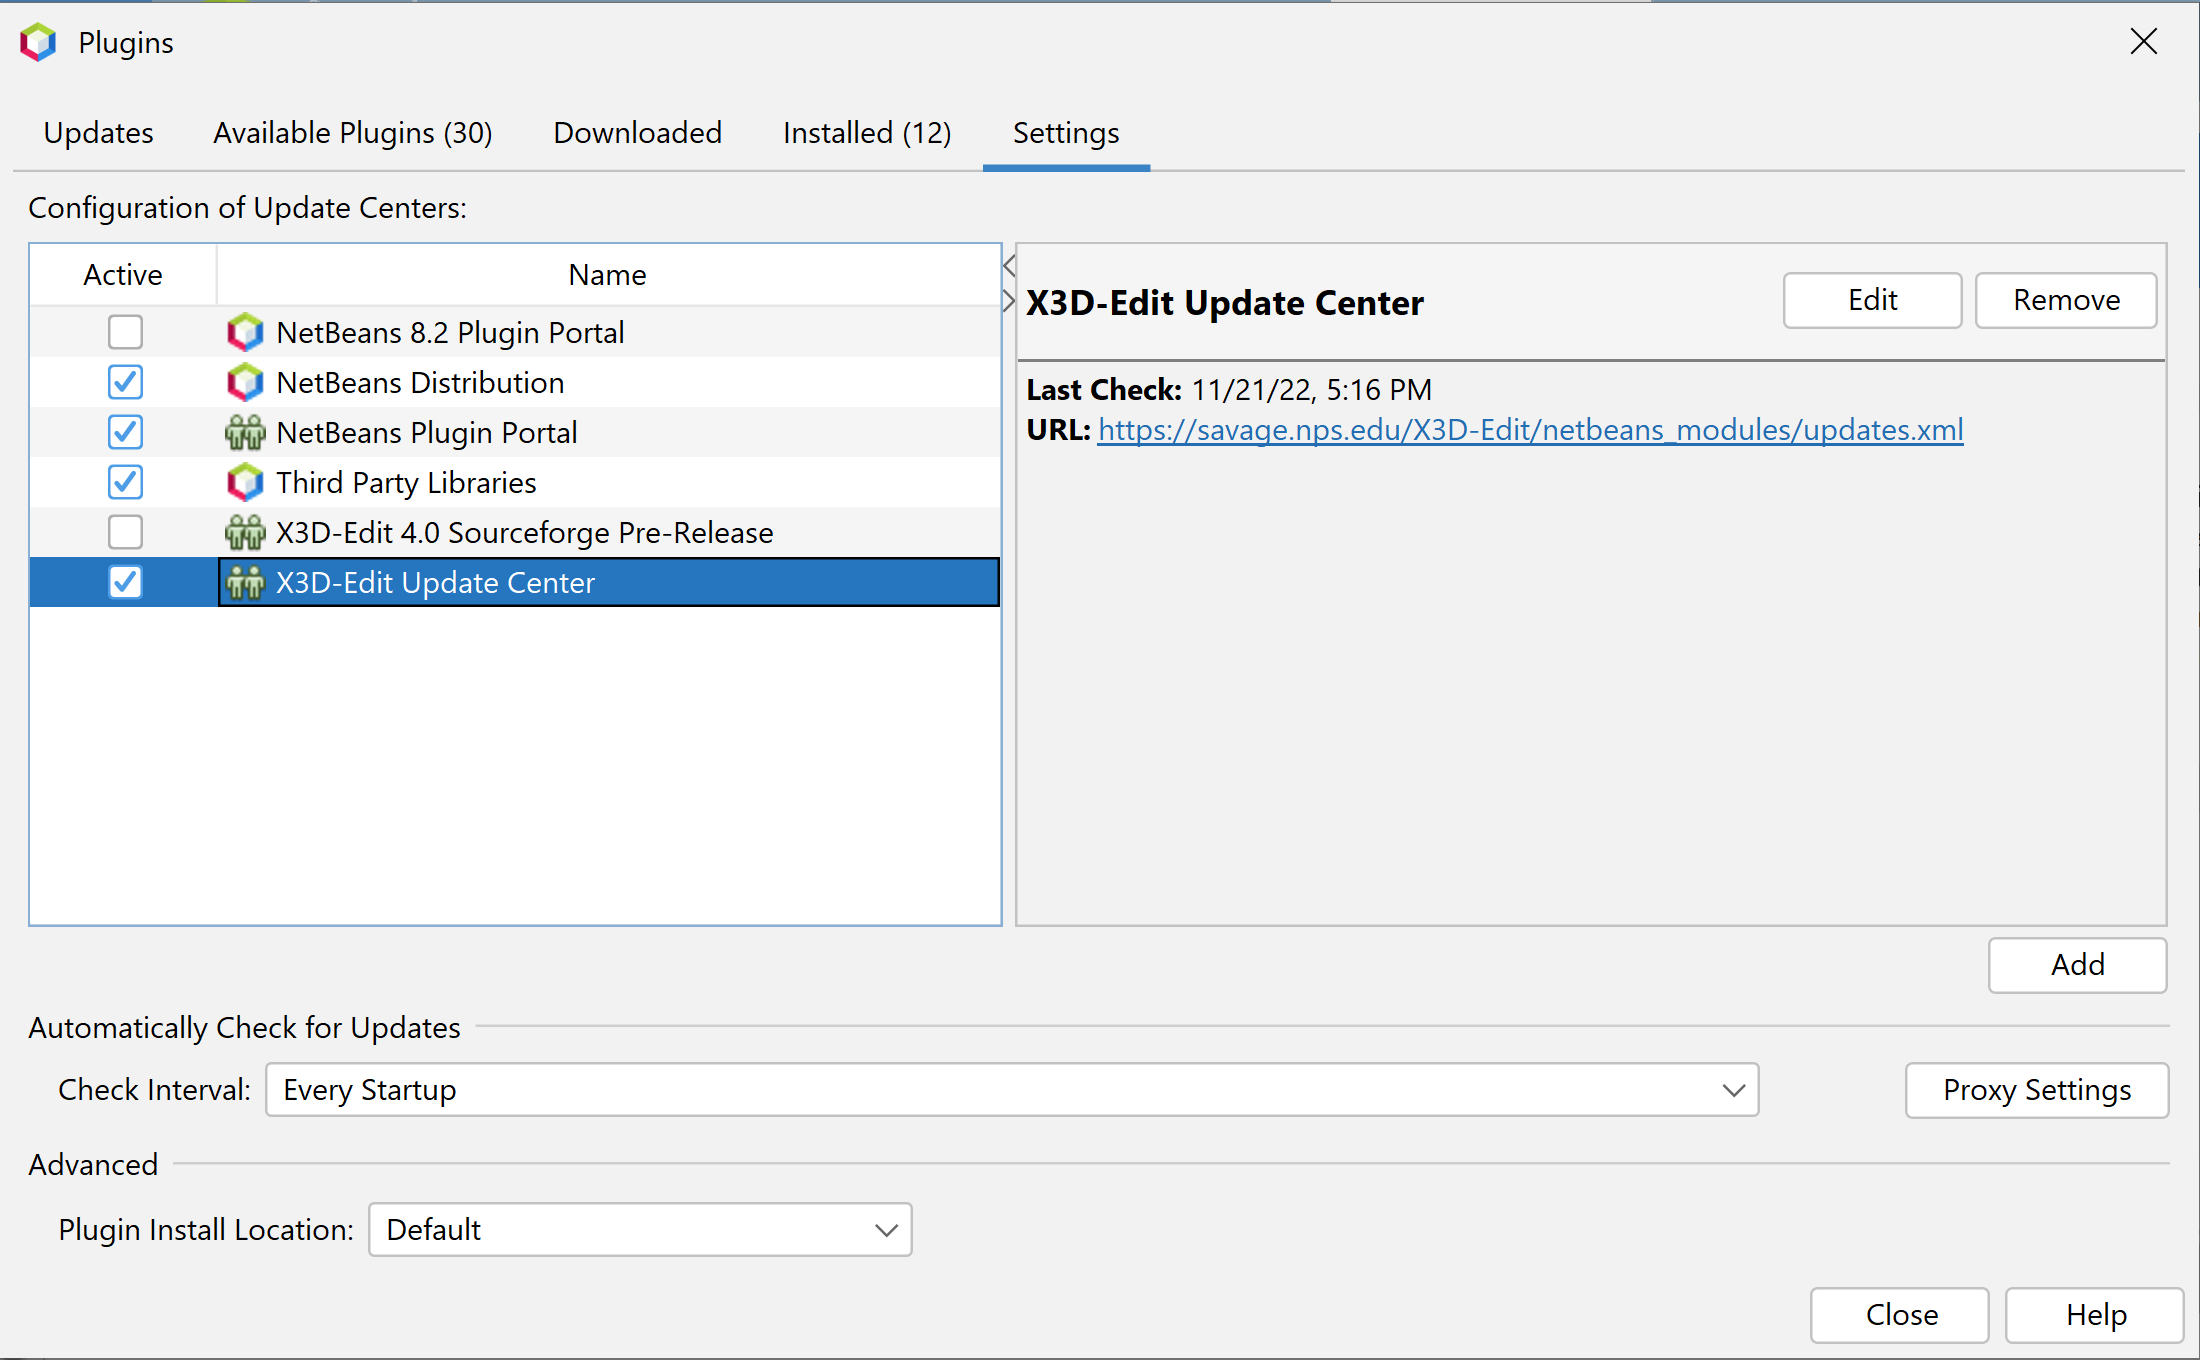 Plugins
Updates
Available Plugins (30)
Downloaded
Installed (12)
Settings
Configuration of Update Centers:
Active
Name
NetBeans 8.2 Plugin Portal
NetBeans Distribution
NetBeans Plugin Portal
Third Party Libraries
X3D-Edit 4.0 Sourceforge Pre-Release
X3D-Edit Update Center
X3D-Edit Update Center
Edit
Remove
Last Check: 11/21/22, 5:16 PM
URL: https://savage.nps.edu/X3D-Edit/netbeans_modules/updates.xml
Add
Automatically Check for Updates
Check Interval:
Every Startup
Proxy Settings
Advanced
Plugin Install Location:
Default
Close
Help